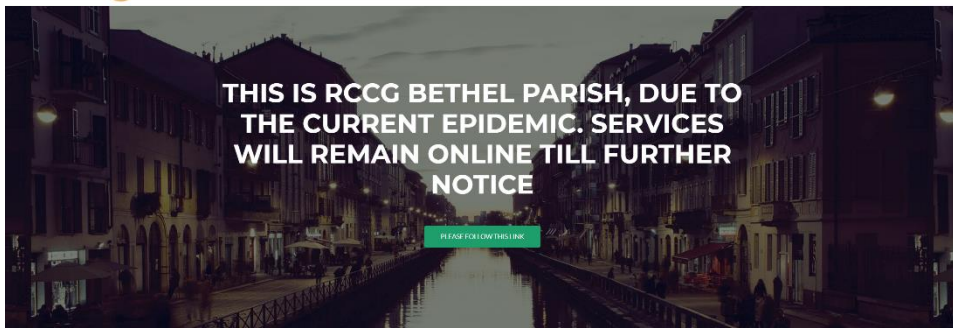 THIS IS RCCG BETHEL PARISH, DUE TO
THE CURRENT EPIDEMIC. SERVICES
WILL REMAIN ONLINE TILL FURTHER
NOTICE
PLEASE FOLLOW THIS LINK